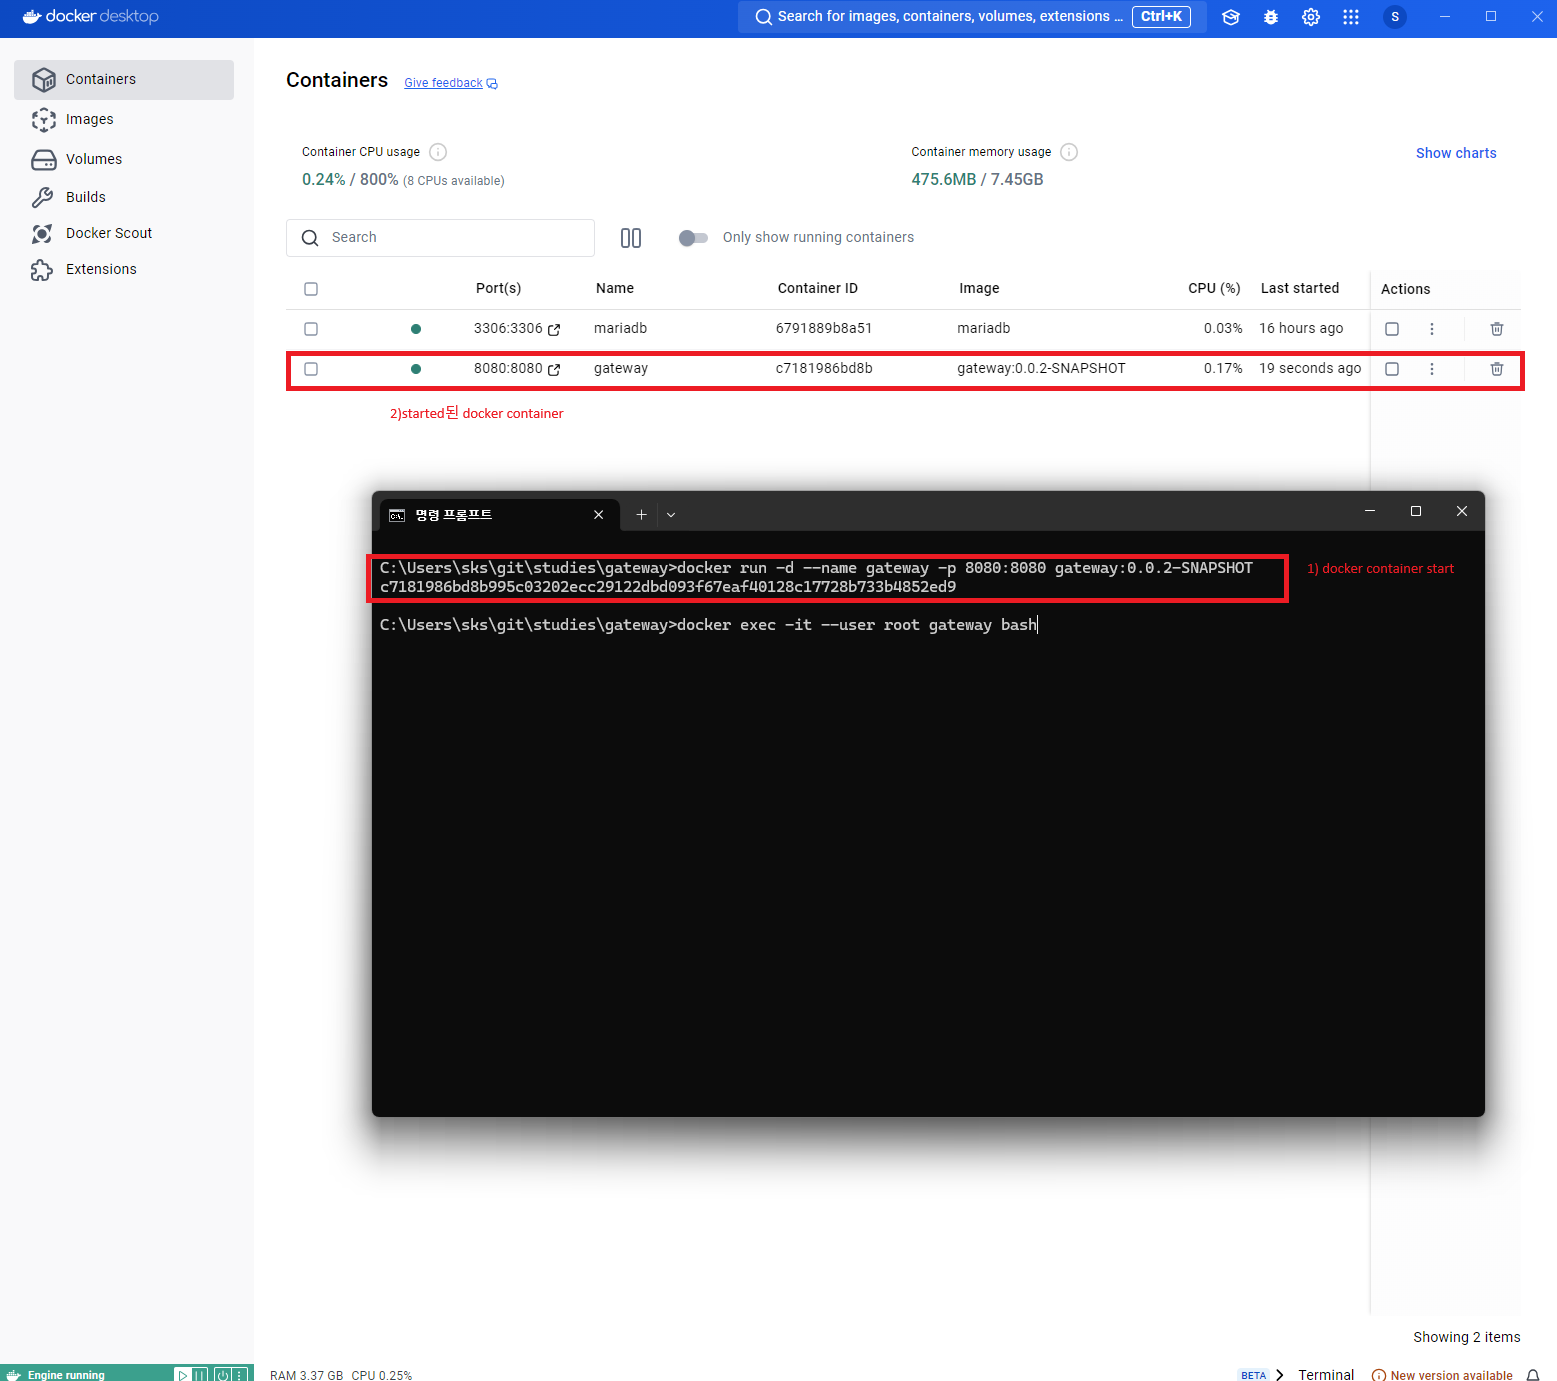 docker desktop
Search for images, containers, volumes, extensions ... Ctrl+K
S
Containers
Images
Volumes
Builds
Docker Scout
Extensions
Containers Give feedback
Container CPU usage
0.24% / 800% (8 CPUs available)
Container memory usage
475.6MB / 7.45GB
Show charts
Search
Only show running containers
Port(s) Name Container ID Image CPU (%) Last started Actions
3306:3306 mariadb 6791889b8a51 mariadb 0.03% 16 hours ago
8080:8080 gateway c7181986bd8b gateway:0.0.2-SNAPSHOT 0.17% 19 seconds ago
2)started된 docker container
명령 프롬프트
C:\Users\sks\git\studies\gateway>docker run -d --name gateway -p 8080:8080 gateway:0.0.2-SNAPSHOT
c7181986bd8b995c03202ecc29122dbd093f67eaf40128c17728b733b4852ed9
1) docker container start
C:\Users\sks\git\studies\gateway>docker exec -it --user root gateway bash
Showing 2 items
Engine running
RAM 3.37 GB CPU 0.25%
BETA
Terminal
New version available